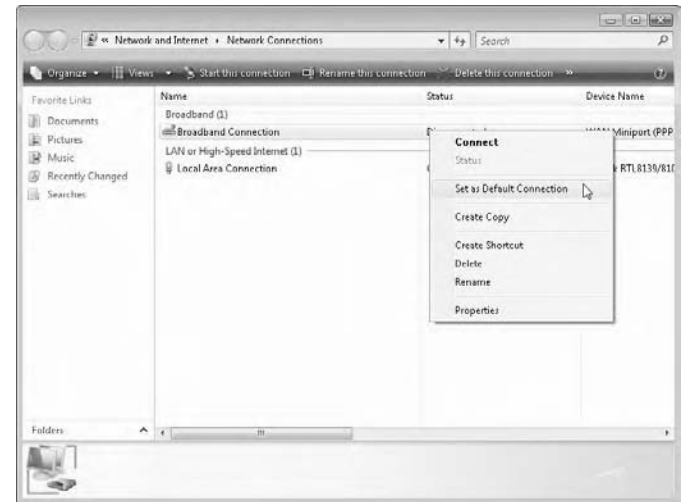 « Network and Internet › Network Connections
Search
Organize
Views
Start this connection
Rename this connection
Delete this connection
»
?
Favorite Links
Documents
Pictures
Music
Recently Changed
Searches
Folders
Name
Status
Device Name
Broadband (1)
Broadband Connection
WAN Miniport (PPP
LAN or High-Speed Internet (1)
Local Area Connection
RTL8139/810
Connect
Status
Set as Default Connection
Create Copy
Create Shortcut
Delete
Rename
Properties